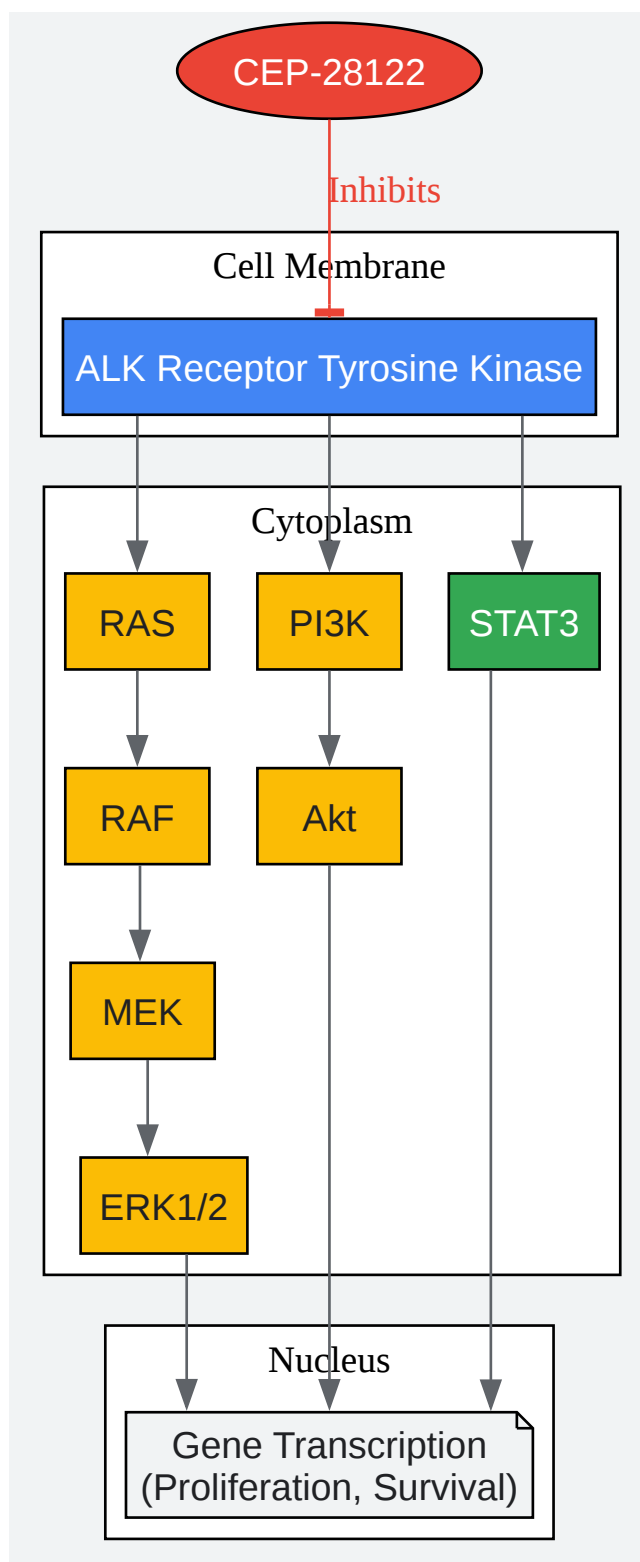 CEP-28122
Inhibits
Cell Membrane
ALK Receptor Tyrosine Kinase
Cytoplasm
RAS
PI3K
STAT3
RAF
Akt
MEK
ERK1/2
Nucleus
Gene Transcription
(Proliferation, Survival)